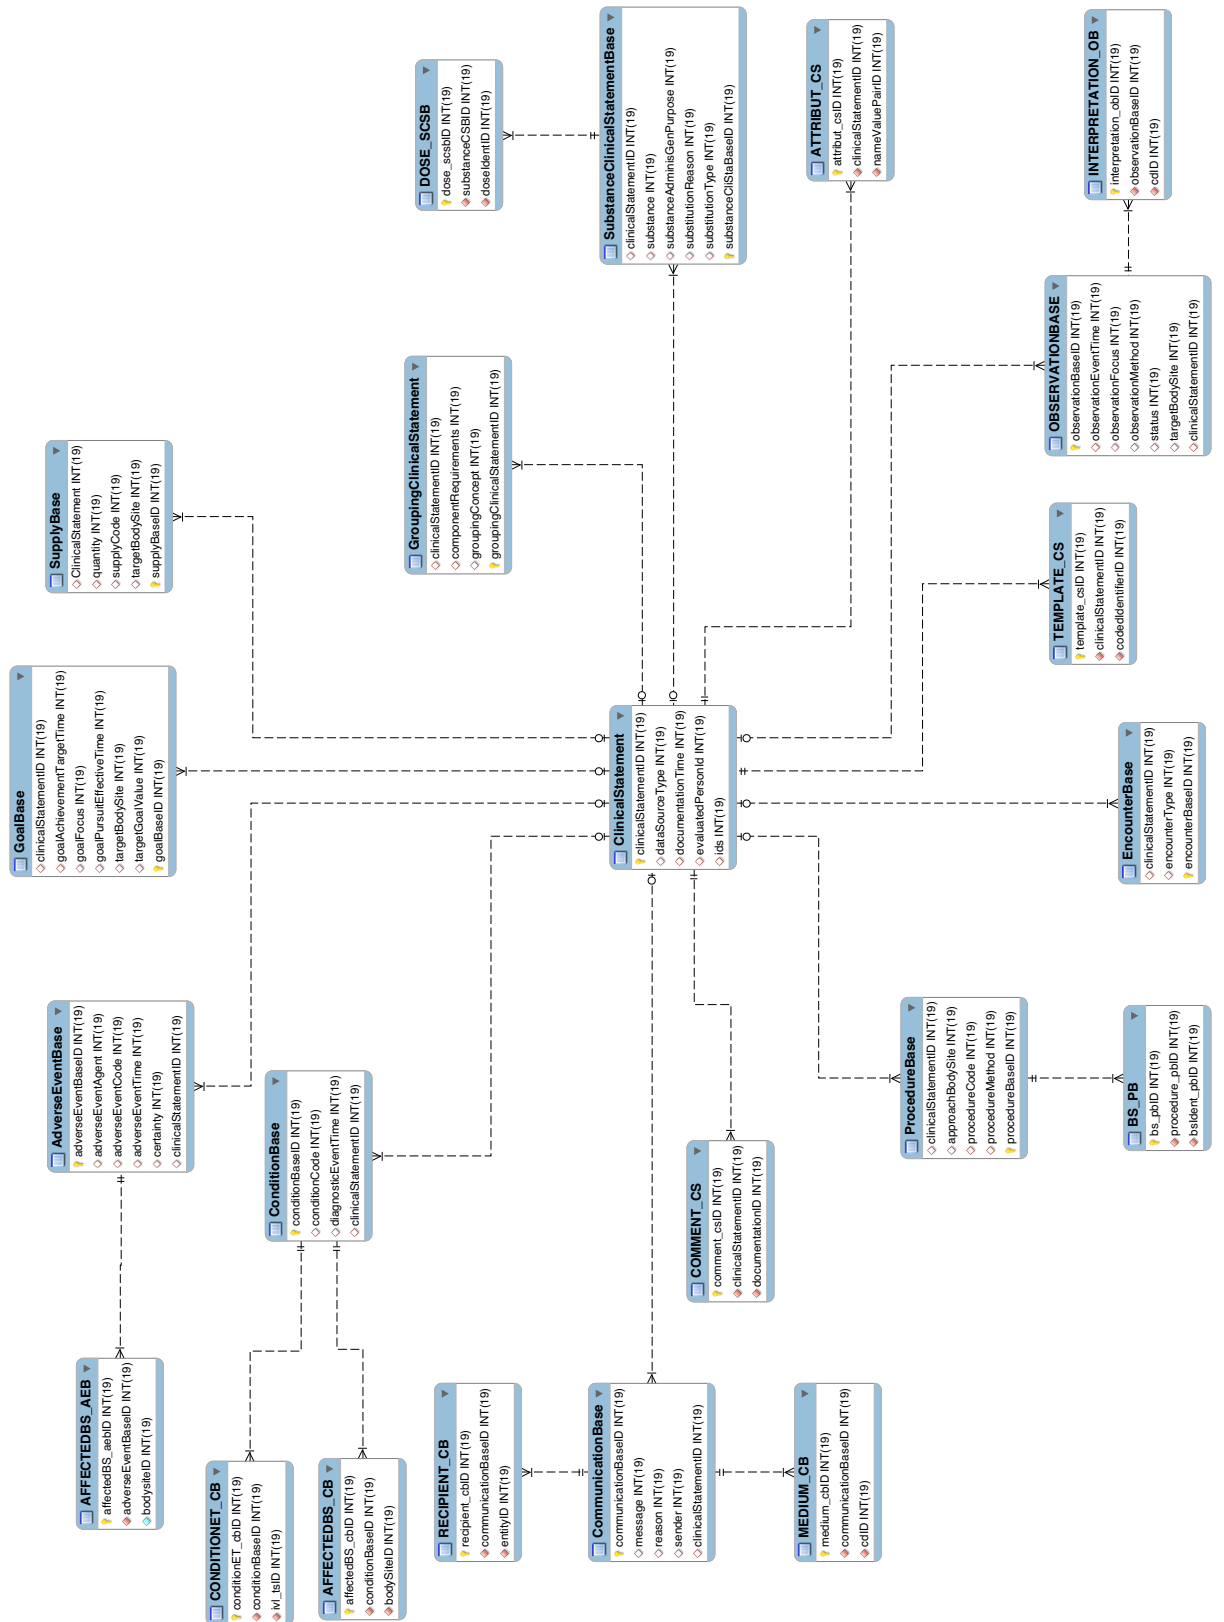 AFFECTEDBS_AEB
affectedBS_aebID INT(19)
adverseEventBaseID INT(19)
bodysiteID INT(19)
AdverseEventBase
adverseEventBaseID INT(19)
adverseEventAgent INT(19)
adverseEventCode INT(19)
adverseEventTime INT(19)
certainty INT(19)
clinicalStatementID INT(19)
GoalBase
clinicalStatementID INT(19)
goalAchievementTargetTime INT(19)
goalFocus INT(19)
goalPursuitEffectiveTime INT(19)
targetBodySite INT(19)
targetGoalValue INT(19)
goalBaseID INT(19)
SupplyBase
ClinicalStatement INT(19)
quantity INT(19)
supplyCode INT(19)
targetBodySite INT(19)
supplyBaseID INT(19)
CONDITIONET_CB
conditionET_cbID INT(19)
conditionBaseID INT(19)
ivl_tsID INT(19)
AFFECTEDBS_CB
affectedBS_cbID INT(19)
conditionBaseID INT(19)
bodySiteID INT(19)
ConditionBase
conditionBaseID INT(19)
conditionCode INT(19)
diagnosticEventTime INT(19)
clinicalStatementID INT(19)
GroupingClinicalStatement
clinicalStatementID INT(19)
componentRequirements INT(19)
groupingConcept INT(19)
groupingClinicalStatementID INT(19)
DOSE_SCSB
dose_scsbID INT(19)
substanceCSBID INT(19)
doseIdentID INT(19)
RECIPIENT_CB
recipient_cbID INT(19)
communicationBaseID INT(19)
entityID INT(19)
CommunicationBase
communicationBaseID INT(19)
message INT(19)
reason INT(19)
sender INT(19)
clinicalStatementID INT(19)
MEDIUM_CB
medium_cbID INT(19)
communicationBaseID INT(19)
cdID INT(19)
COMMENT_CS
comment_csID INT(19)
clinicalStatementID INT(19)
documentationID INT(19)
ClinicalStatement
clinicalStatementID INT(19)
dataSourceType INT(19)
documentationTime INT(19)
evaluatedPersonId INT(19)
ids INT(19)
SubstanceClinicalStatementBase
clinicalStatementID INT(19)
substance INT(19)
substanceAdminisGenPurpose INT(19)
substitutionReason INT(19)
substitutionType INT(19)
substanceCliStaBaseID INT(19)
ATTRIBUT_CS
attribut_csID INT(19)
clinicalStatementID INT(19)
nameValuePairID INT(19)
ProcedureBase
clinicalStatementID INT(19)
approachBodySite INT(19)
procedureCode INT(19)
procedureMethod INT(19)
procedureBaseID INT(19)
BS_PB
bs_pbID INT(19)
procedure_pbID INT(19)
bsIdent_pbID INT(19)
EncounterBase
clinicalStatementID INT(19)
encounterType INT(19)
encounterBaseID INT(19)
TEMPLATE_CS
template_csID INT(19)
clinicalStatementID INT(19)
codedIdentifierID INT(19)
OBSERVATIONBASE
observationBaseID INT(19)
observationEventTime INT(19)
observationFocus INT(19)
observationMethod INT(19)
status INT(19)
targetBodySite INT(19)
clinicalStatementID INT(19)
INTERPRETATION_OB
interpretation_obID INT(19)
observationBaseID INT(19)
cdID INT(19)